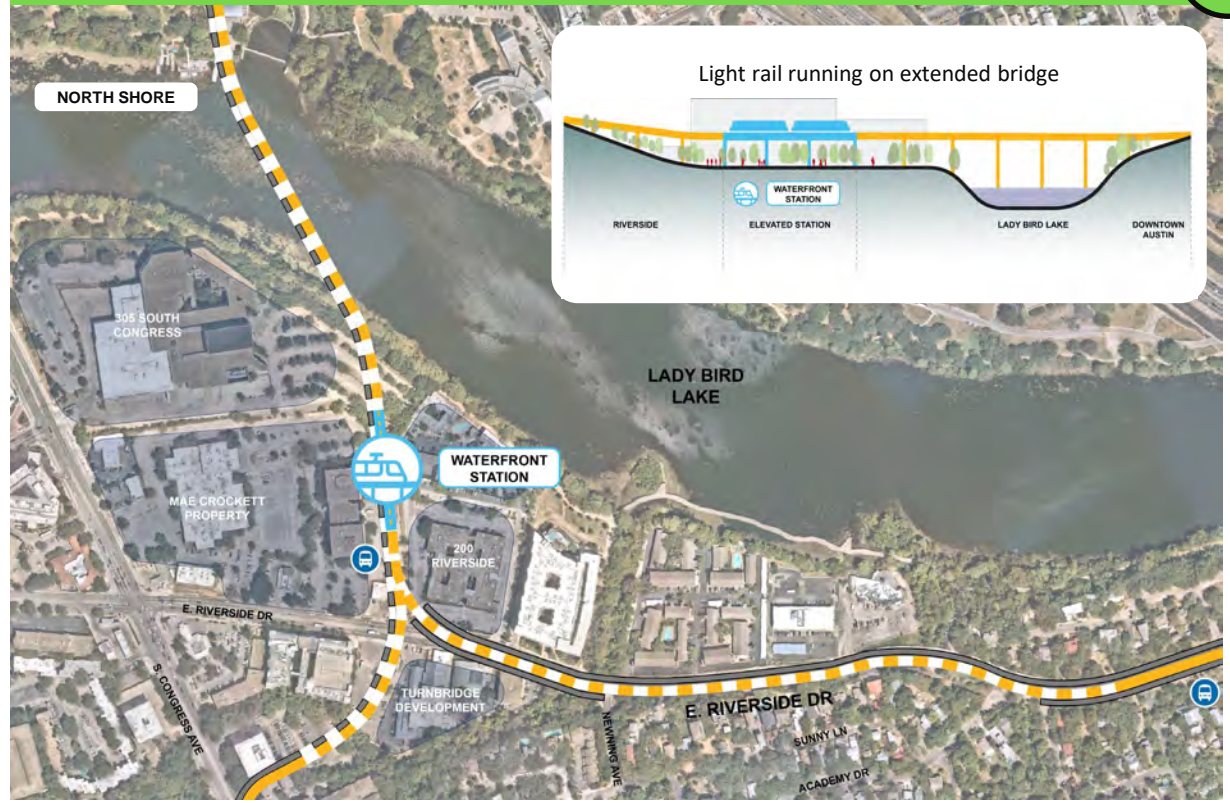 Light rail running on extended bridge
NORTH SHORE
WATERFRONT
STATION
RIVERSIDE
ELEVATED STATION
LADY BIRD LAKE
DOWNTOWN
AUSTIN
305 SOUTH
CONGRESS
LADY BIRD
LAKE
WATERFRONT
STATION
MAE CROCKETT
PROPERTY
200
RIVERSIDE
E. RIVERSIDE DR
S. CONGRESS AVE
TURNBRIDGE
DEVELOPMENT
NEWNING AVE
E. RIVERSIDE DR
SUNNY LN
ACADEMY DR